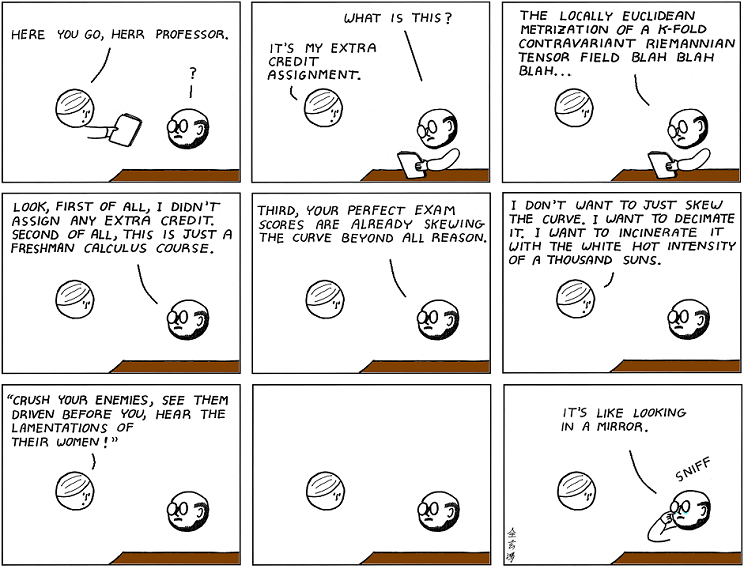 HERE YOU GO, HERR PROFESSOR.
?
WHAT IS THIS?
IT'S MY EXTRA
CREDIT
ASSIGNMENT.
THE LOCALLY EUCLIDEAN
METRIZATION OF A K-FOLD
CONTRAVARIANT RIEMANNIAN
TENSOR FIELD BLAH BLAH
BLAH...
LOOK, FIRST OF ALL, I DIDN'T
ASSIGN ANY EXTRA CREDIT.
SECOND OF ALL, THIS IS JUST A
FRESHMAN CALCULUS COURSE.
THIRD, YOUR PERFECT EXAM
SCORES ARE ALREADY SKEWING
THE CURVE BEYOND ALL REASON.
I DON'T WANT TO JUST SKEW
THE CURVE. I WANT TO DECIMATE
IT. I WANT TO INCINERATE IT
WITH THE WHITE HOT INTENSITY
OF A THOUSAND SUNS.
"CRUSH YOUR ENEMIES, SEE THEM
DRIVEN BEFORE YOU, HEAR THE
LAMENTATIONS OF
THEIR WOMEN!"
IT'S LIKE LOOKING
IN A MIRROR.
SNIFF